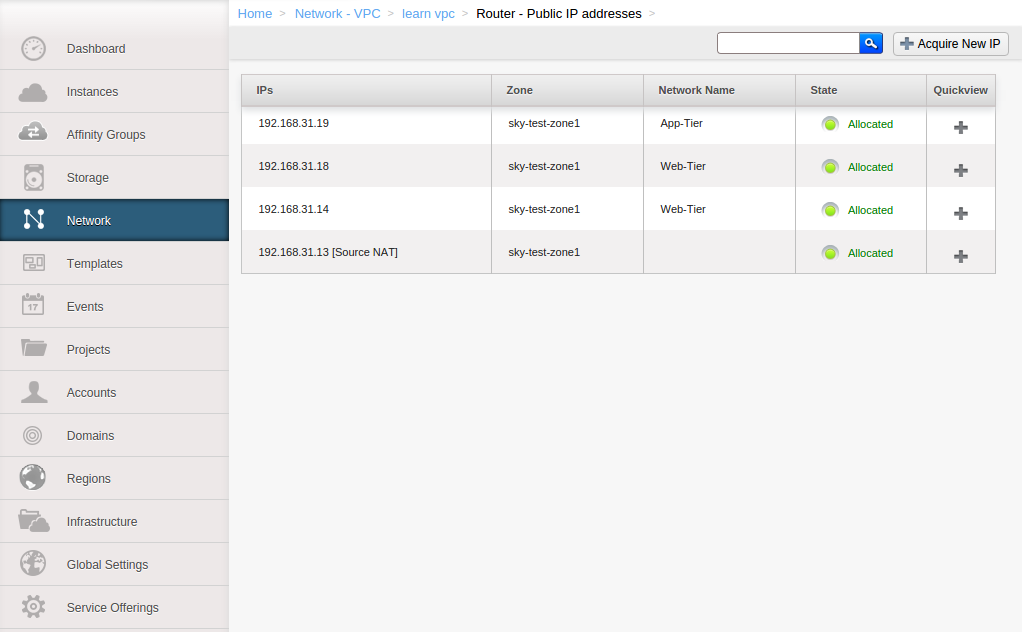 Home > Network - VPC > learn vpc > Router - Public IP addresses >
Acquire New IP
Dashboard
Instances
Affinity Groups
Storage
Network
Templates
17
Events
Projects
Accounts
Domains
Regions
Infrastructure
Global Settings
Service Offerings
IPs Zone Network Name State Quickview
192.168.31.19 sky-test-zone1 App-Tier Allocated
192.168.31.18 sky-test-zone1 Web-Tier Allocated
192.168.31.14 sky-test-zone1 Web-Tier Allocated
192.168.31.13 [Source NAT] sky-test-zone1 Allocated